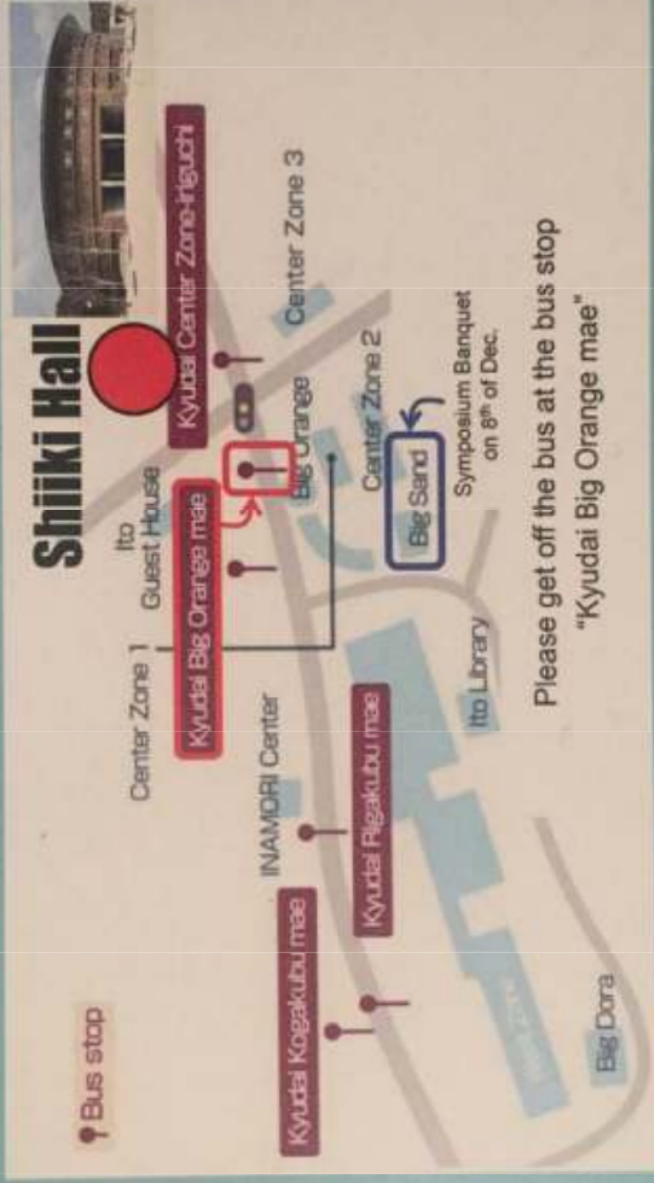 Shiiki Hall
Bus stop
Center Zone 1
Ito
Guest House
Kyudai Center Zone-iriguchi
Kyudai Big Orange mae
INAMORI Center
Kyudai Kogakubu mae
Big Orange
Center Zone 3
Kyudai Rigakubu mae
Center Zone 2
Big Sand
Symposium Banquet
on 8th of Dec.
Ito Library
Big Dora
Please get off the bus at the bus stop
"Kyudai Big Orange mae"